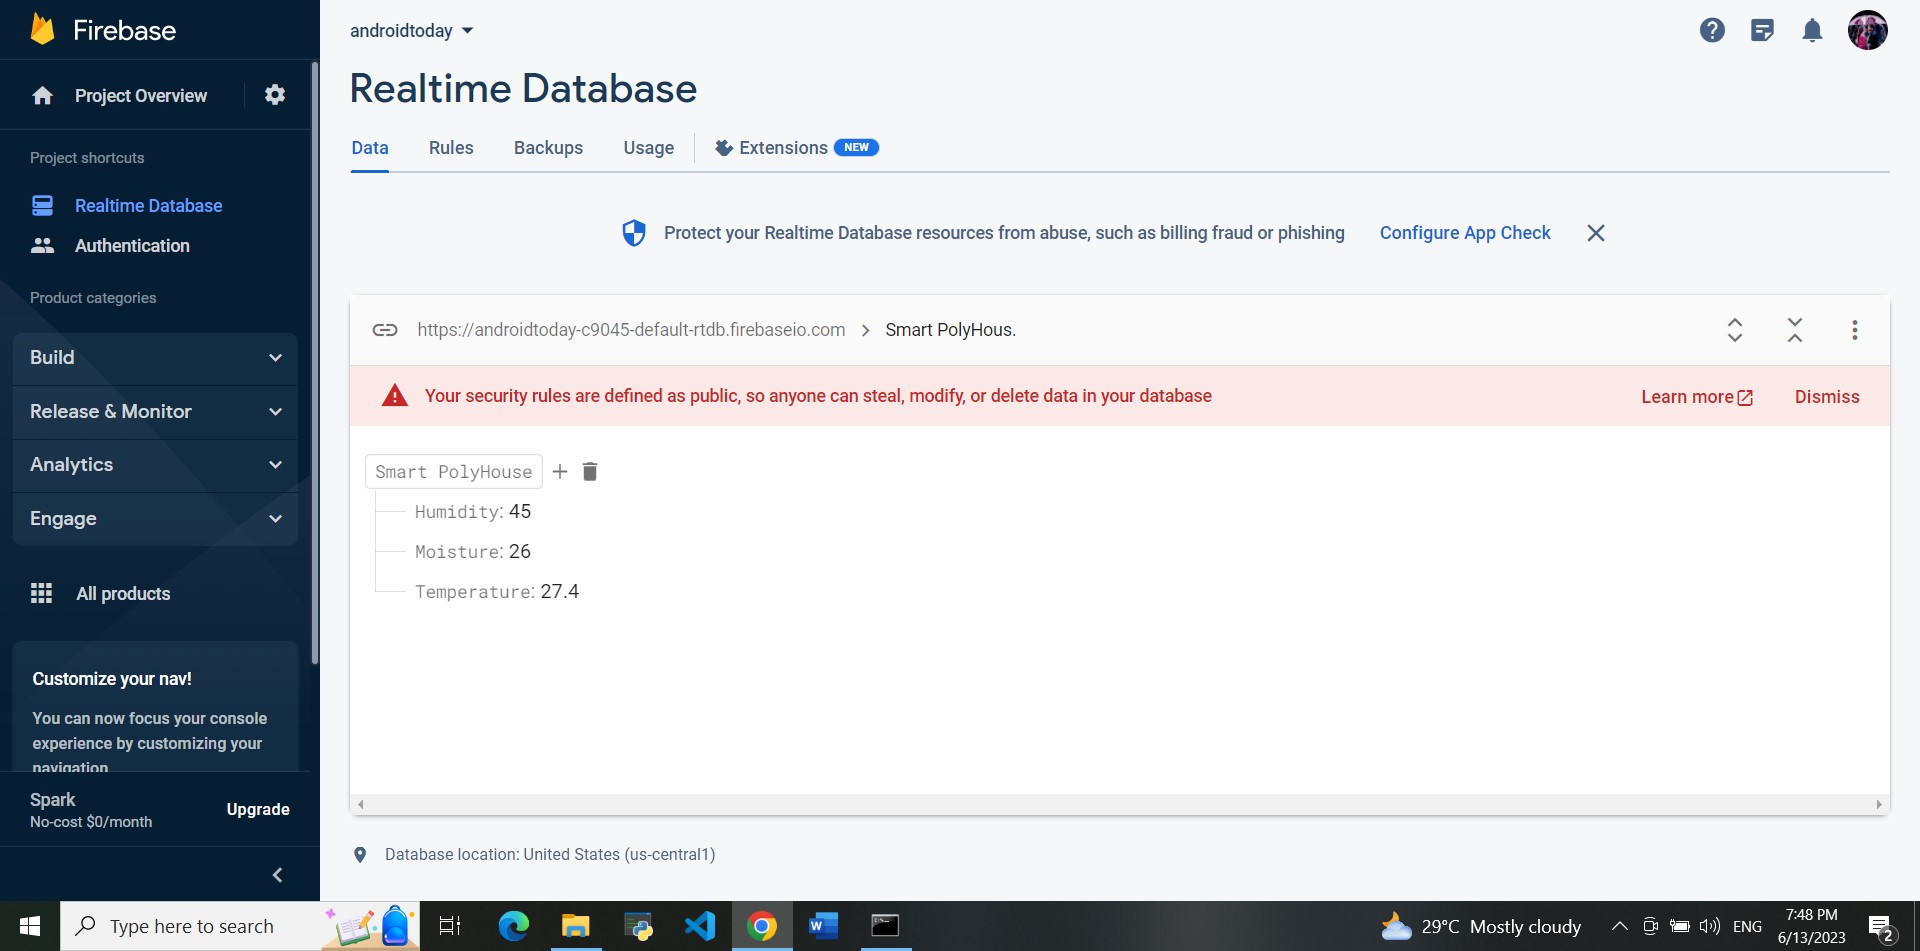 Firebase
Project Overview
Project shortcuts
Realtime Database
Authentication
Product categories
Build
Release & Monitor
Analytics
Engage
All products
Customize your nav!
You can now focus your console
experience by customizing your
navigation
Spark
No-cost $0/month
Upgrade
androidtoday
Realtime Database
Data Rules Backups Usage Extensions NEW
Protect your Realtime Database resources from abuse, such as billing fraud or phishing Configure App Check
https://androidtoday-c9045-default-rtdb.firebaseio.com Smart PolyHous.
Your security rules are defined as public, so anyone can steal, modify, or delete data in your database Learn more Dismiss
Smart PolyHouse
Humidity: 45
Moisture: 26
Temperature: 27.4
Database location: United States (us-central1)
Type here to search
29°C Mostly cloudy
ENG
7:48 PM
6/13/2023
2